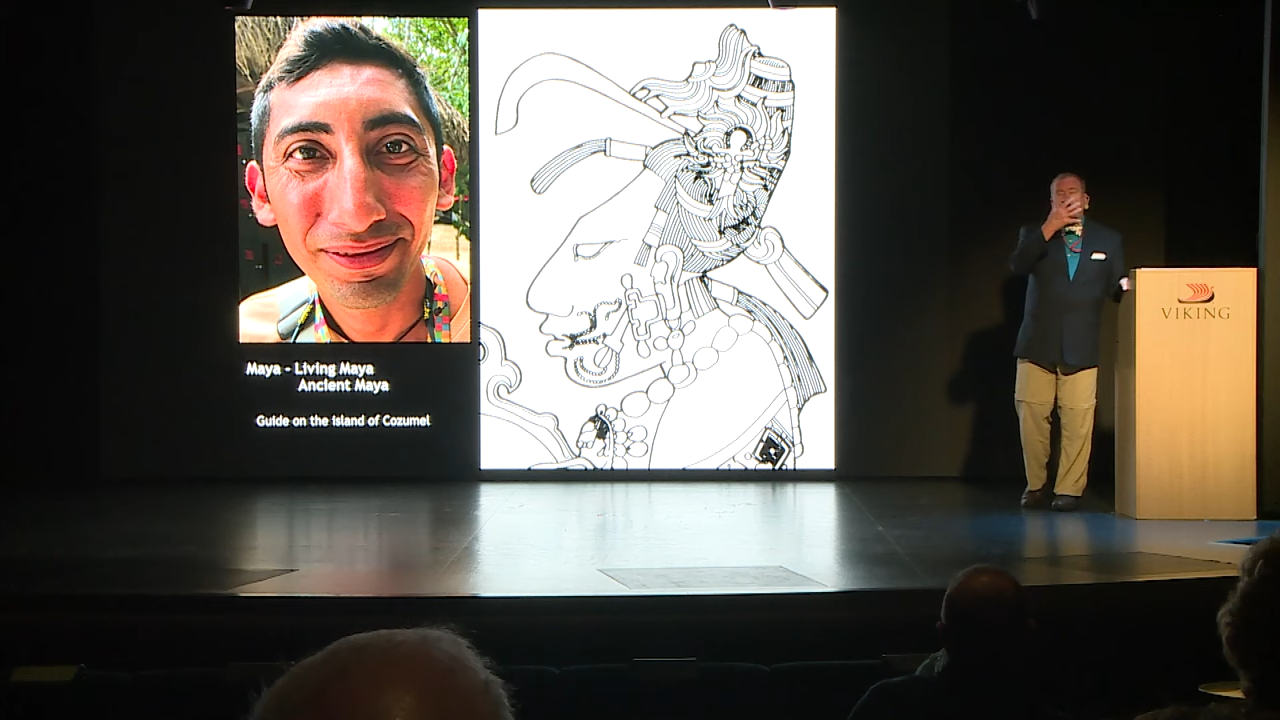 Maya - Living Maya
Ancient Maya
Guide on the island of Cozumel
VIKING